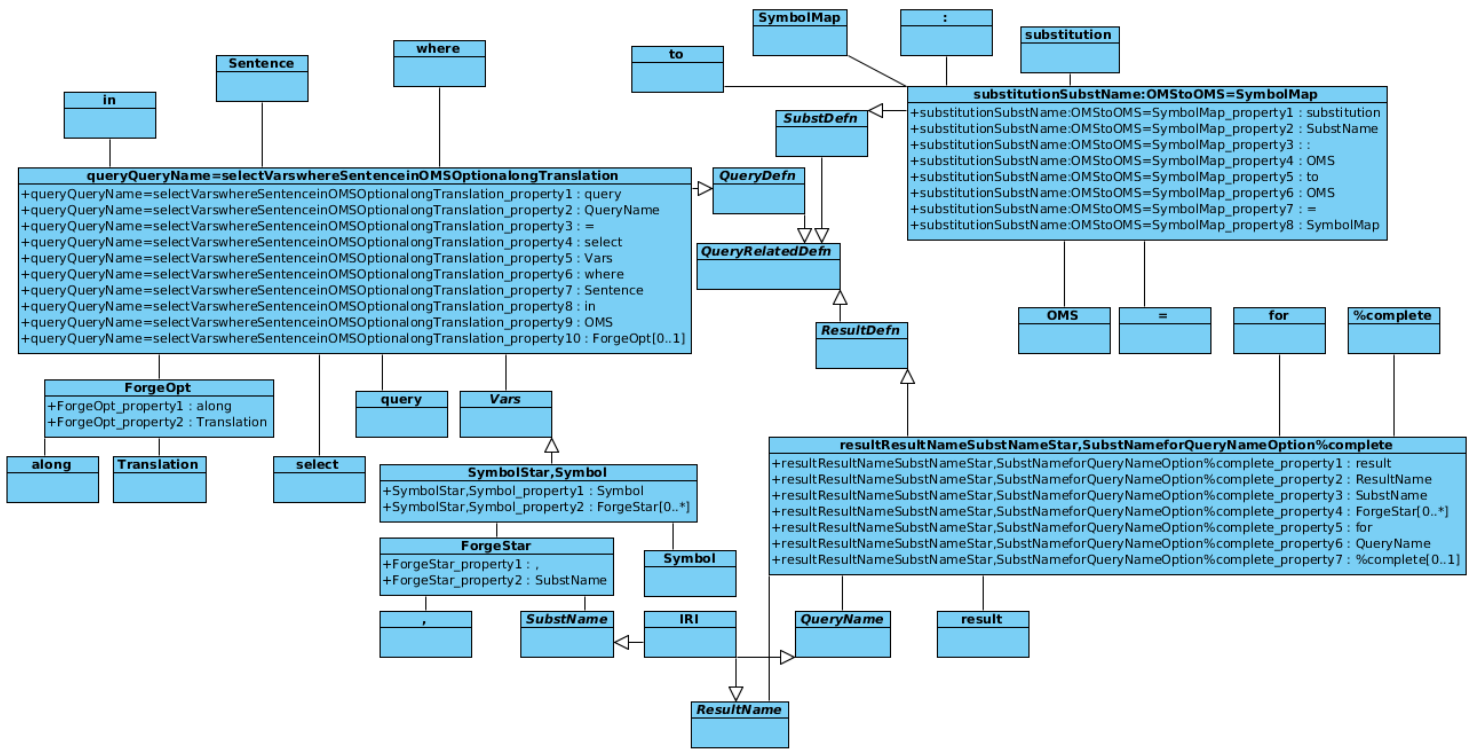 SymbolMap
:
substitution
where
to
Sentence
in
substitutionSubstName:OMStoOMS=SymbolMap
+substitutionSubstName:OMStoOMS=SymbolMap_property1 : substitution
+substitutionSubstName:OMStoOMS=SymbolMap_property2 : SubstName
+substitutionSubstName:OMStoOMS=SymbolMap_property3 : :
+substitutionSubstName:OMStoOMS=SymbolMap_property4 : OMS
+substitutionSubstName:OMStoOMS=SymbolMap_property5 : to
+substitutionSubstName:OMStoOMS=SymbolMap_property6 : OMS
+substitutionSubstName:OMStoOMS=SymbolMap_property7 : =
+substitutionSubstName:OMStoOMS=SymbolMap_property8 : SymbolMap
SubstDefn
queryQueryName=selectVarswhereSentenceinOMSOptionalongTranslation
+queryQueryName=selectVarswhereSentenceinOMSOptionalongTranslation_property1 : query
+queryQueryName=selectVarswhereSentenceinOMSOptionalongTranslation_property2 : QueryName
+queryQueryName=selectVarswhereSentenceinOMSOptionalongTranslation_property3 : =
+queryQueryName=selectVarswhereSentenceinOMSOptionalongTranslation_property4 : select
+queryQueryName=selectVarswhereSentenceinOMSOptionalongTranslation_property5 : Vars
+queryQueryName=selectVarswhereSentenceinOMSOptionalongTranslation_property6 : where
+queryQueryName=selectVarswhereSentenceinOMSOptionalongTranslation_property7 : Sentence
+queryQueryName=selectVarswhereSentenceinOMSOptionalongTranslation_property8 : in
+queryQueryName=selectVarswhereSentenceinOMSOptionalongTranslation_property9 : OMS
+queryQueryName=selectVarswhereSentenceinOMSOptionalongTranslation_property10 : ForgeOpt[0..1]
QueryDefn
QueryRelatedDefn
ResultDefn
OMS
=
for
%complete
ForgeOpt
+ForgeOpt_property1 : along
+ForgeOpt_property2 : Translation
query
Vars
along
Translation
select
SymbolStar,Symbol
+SymbolStar,Symbol_property1 : Symbol
+SymbolStar,Symbol_property2 : ForgeStar[0..*]
resultResultNameSubstNameStar,SubstNameforQueryNameOption%complete
+resultResultNameSubstNameStar,SubstNameforQueryNameOption%complete_property1 : result
+resultResultNameSubstNameStar,SubstNameforQueryNameOption%complete_property2 : ResultName
+resultResultNameSubstNameStar,SubstNameforQueryNameOption%complete_property3 : SubstName
+resultResultNameSubstNameStar,SubstNameforQueryNameOption%complete_property4 : ForgeStar[0..*]
+resultResultNameSubstNameStar,SubstNameforQueryNameOption%complete_property5 : for
+resultResultNameSubstNameStar,SubstNameforQueryNameOption%complete_property6 : QueryName
+resultResultNameSubstNameStar,SubstNameforQueryNameOption%complete_property7 : %complete[0..1]
ForgeStar
+ForgeStar_property1 : ,
+ForgeStar_property2 : SubstName
Symbol
,
SubstName
IRI
QueryName
result
ResultName